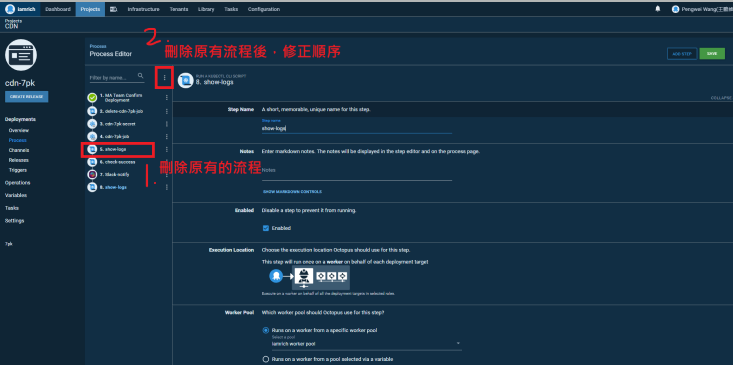 iamrich
Dashboard
Projects
Infrastructure
Tenants
Library
Tasks
Configuration
Projects
CDN
cdn-7pk
CREATE RELEASE
Deployments
Overview
Process
Channels
Releases
Triggers
Operations
Variables
Tasks
Settings
Process
Process Editor
Filter by name...
1. MA Team Confirm
Deployment
2. delete-cdn-7pk-job
3. cdn-7pk-secret
4. cdn-7pk-job
5. show-logs
6. check-success
7. Slack-notify
8. show-logs
2.
刪除原有流程後,修正順序
1.
刪除原有的流程
RUN A KUBECTL CLI SCRIPT
8. show-logs
ADD STEP
SAVE
COLLAPSE
Step Name
A short, memorable, unique name for this step.
Step name
show-logs
Notes
Enter markdown notes. The notes will be displayed in the step editor and on the process page.
Notes
SHOW MARKDOWN CONTROLS
Enabled
Disable a step to prevent it from running.
Enabled
Execution Location
Choose the execution location Octopus should use for this step.
This step will run once on a worker on behalf of each deployment target
Execute on a worker on behalf of all the deployment targets in selected roles
Worker Pool
Which worker pool should Octopus use for this step?
Runs on a worker from a specific worker pool
Select a pool
iamrich worker pool
Runs on a worker from a pool selected via a variable